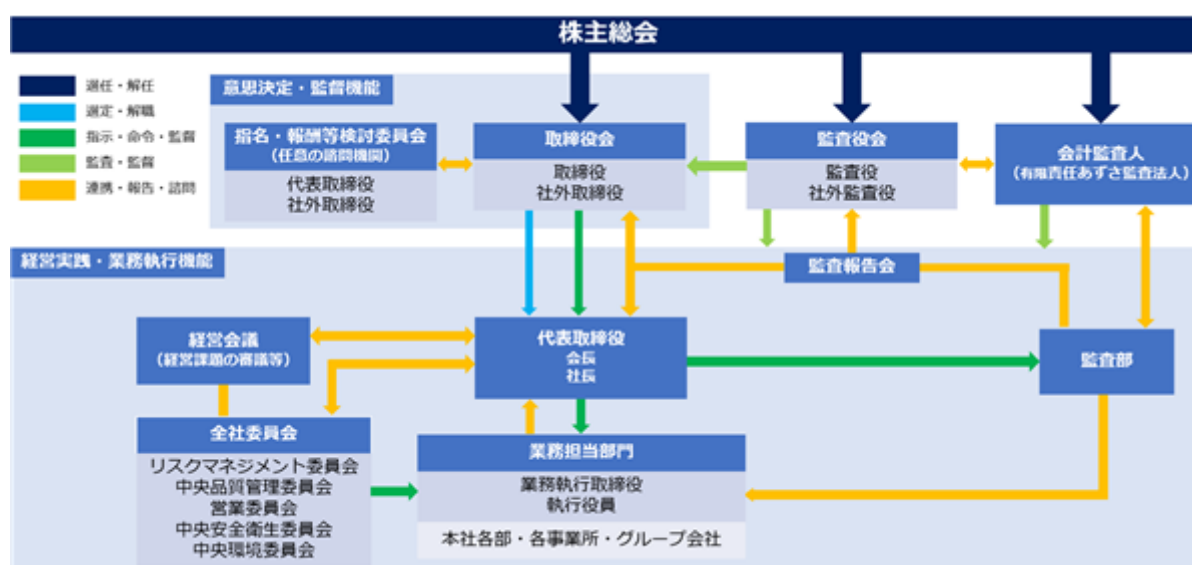 株主総会
選任・解任
選定・解職
指示・命令・監督
監査・監督
連携・報告・諮問
意思決定・監督機能
指名・報酬等検討委員会
(任意の諮問機関)
代表取締役
社外取締役
取締役会
取締役
社外取締役
監査役会
監査役
社外監査役
会計監査人
(有限責任あずさ監査法人)
経営実践・業務執行機能
監査報告会
経営会議
(経営課題の審議等)
代表取締役
会長
社長
監査部
全社委員会
リスクマネジメント委員会
中央品質管理委員会
営業委員会
中央安全衛生委員会
中央環境委員会
業務担当部門
業務執行取締役
執行役員
本社各部・各事業所・グループ会社